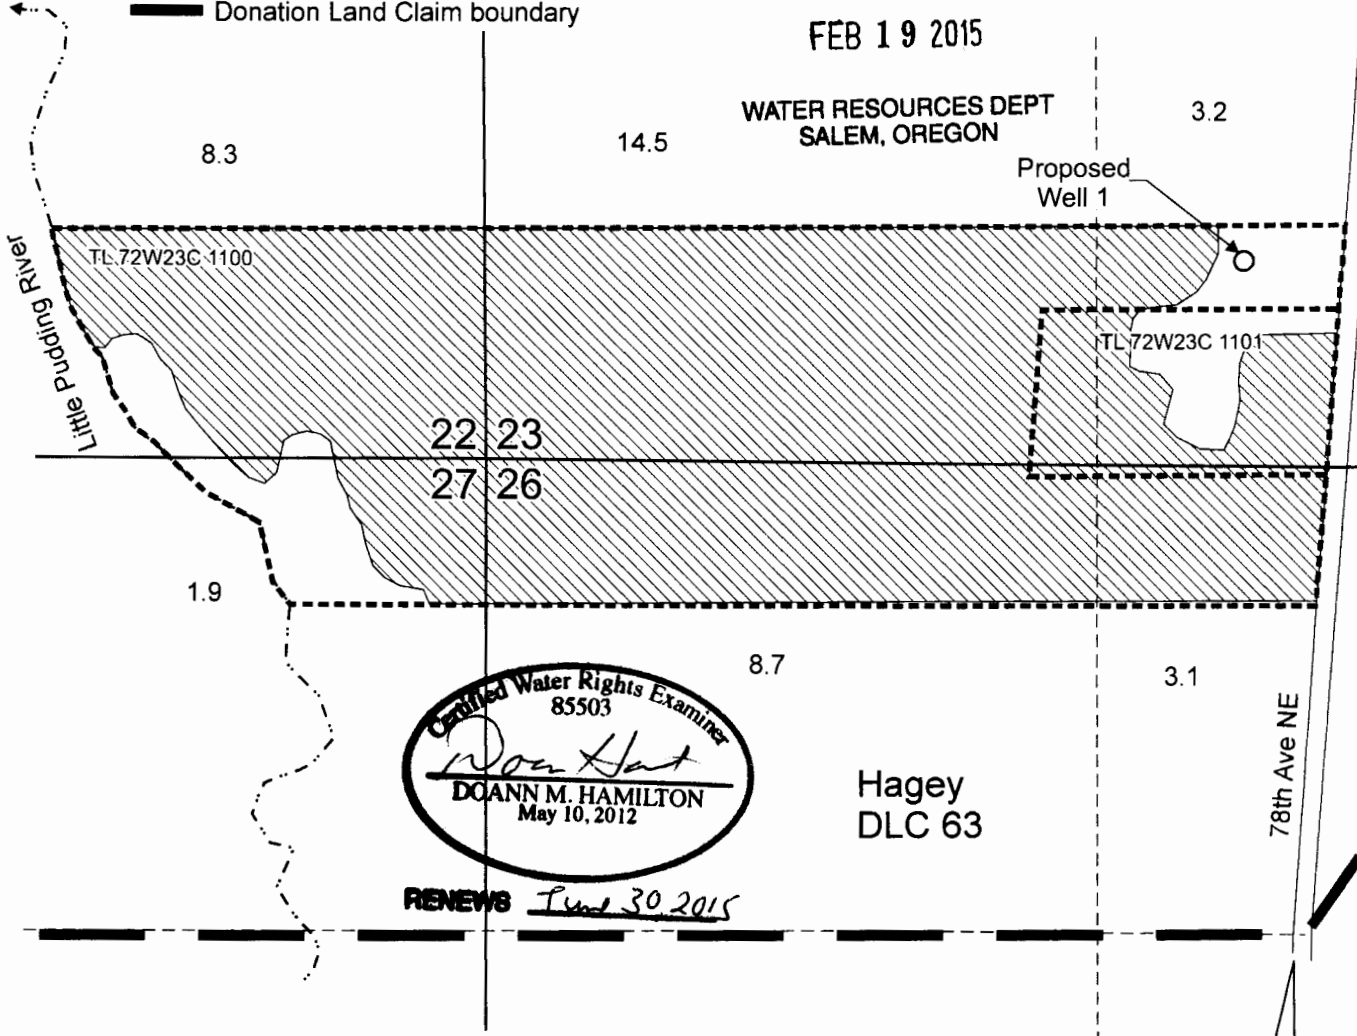 Donation Land Claim boundary
FEB 19 2015
WATER RESOURCES DEPT
SALEM, OREGON
3.2
14.5
8.3
Proposed
Well 1
TL 72W23C 1100
Little Pudding River
TL 72W23C 1101
22 23
27 26
1.9
8.7
3.1
Certified Water Rights Examiner
85503
Doann Hamilton
DOANN M. HAMILTON
May 10, 2012
Hagey
DLC 63
78th Ave NE
RENEWS June 30, 2015